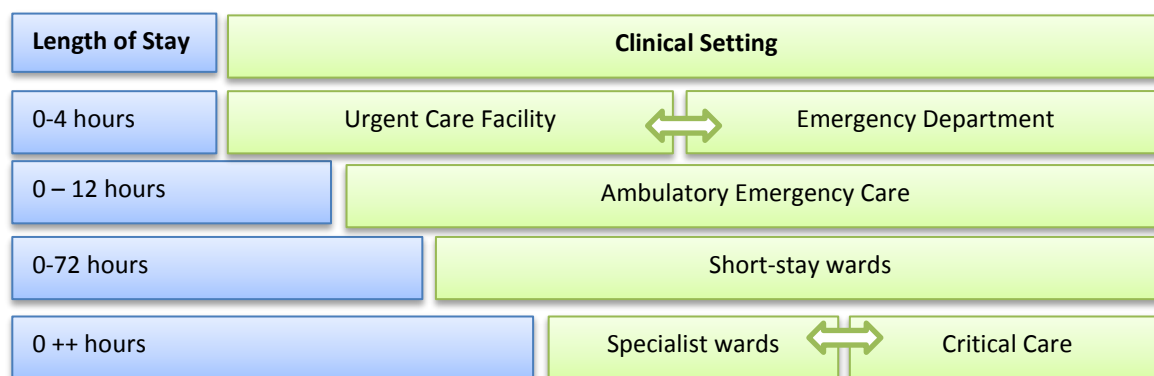 Length of Stay
Clinical Setting
0-4 hours
Urgent Care Facility
Emergency Department
0 – 12 hours
Ambulatory Emergency Care
0-72 hours
Short-stay wards
0 ++ hours
Specialist wards
Critical Care